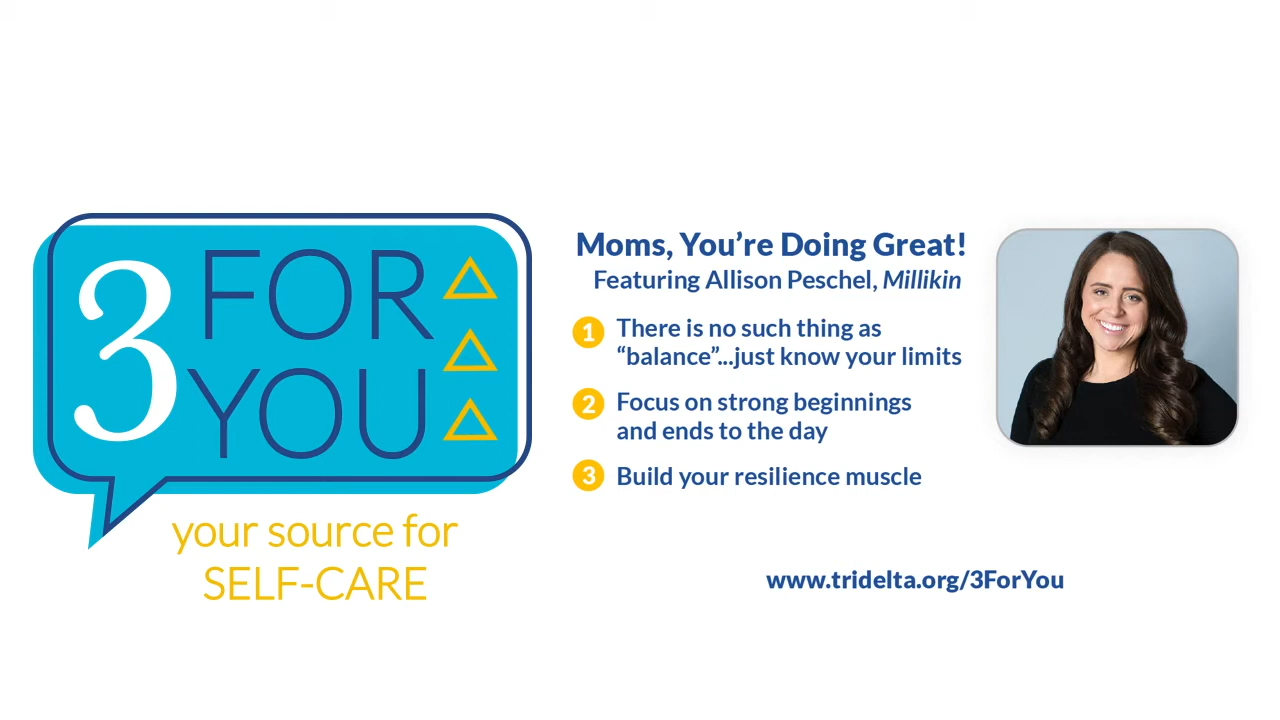 3 FOR
YOU
your source for
SELF-CARE
Moms, You’re Doing Great!
Featuring Allison Peschel, Millikin
1 There is no such thing as
“balance”...just know your limits
2 Focus on strong beginnings
and ends to the day
3 Build your resilience muscle
www.tridelta.org/3ForYou